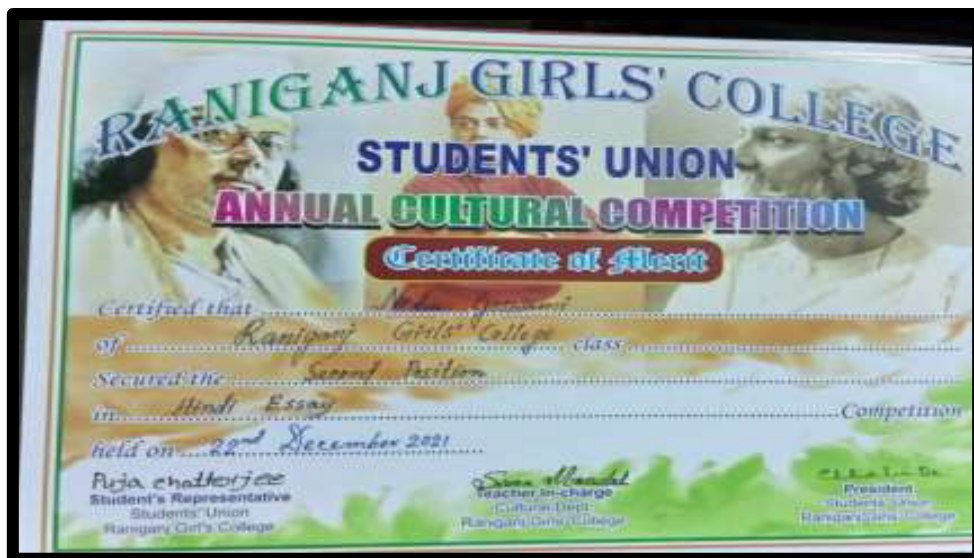 RANIGANJ GIRLS' COLLEGE
STUDENTS' UNION
ANNUAL CULTURAL COMPETITION
Certificate of Merit
Certified that Neha
of Raniganj Girls' College class
Secured the Second Position
in Hindi Essay Competition
held on 22nd December 2021
Puja chatterjee
Student's Representative
Students' Union
Raniganj Girl's College
Teacher In-charge
Cultural Dept.
Raniganj Girls' College
President
Students' Union
Raniganj Girls' College